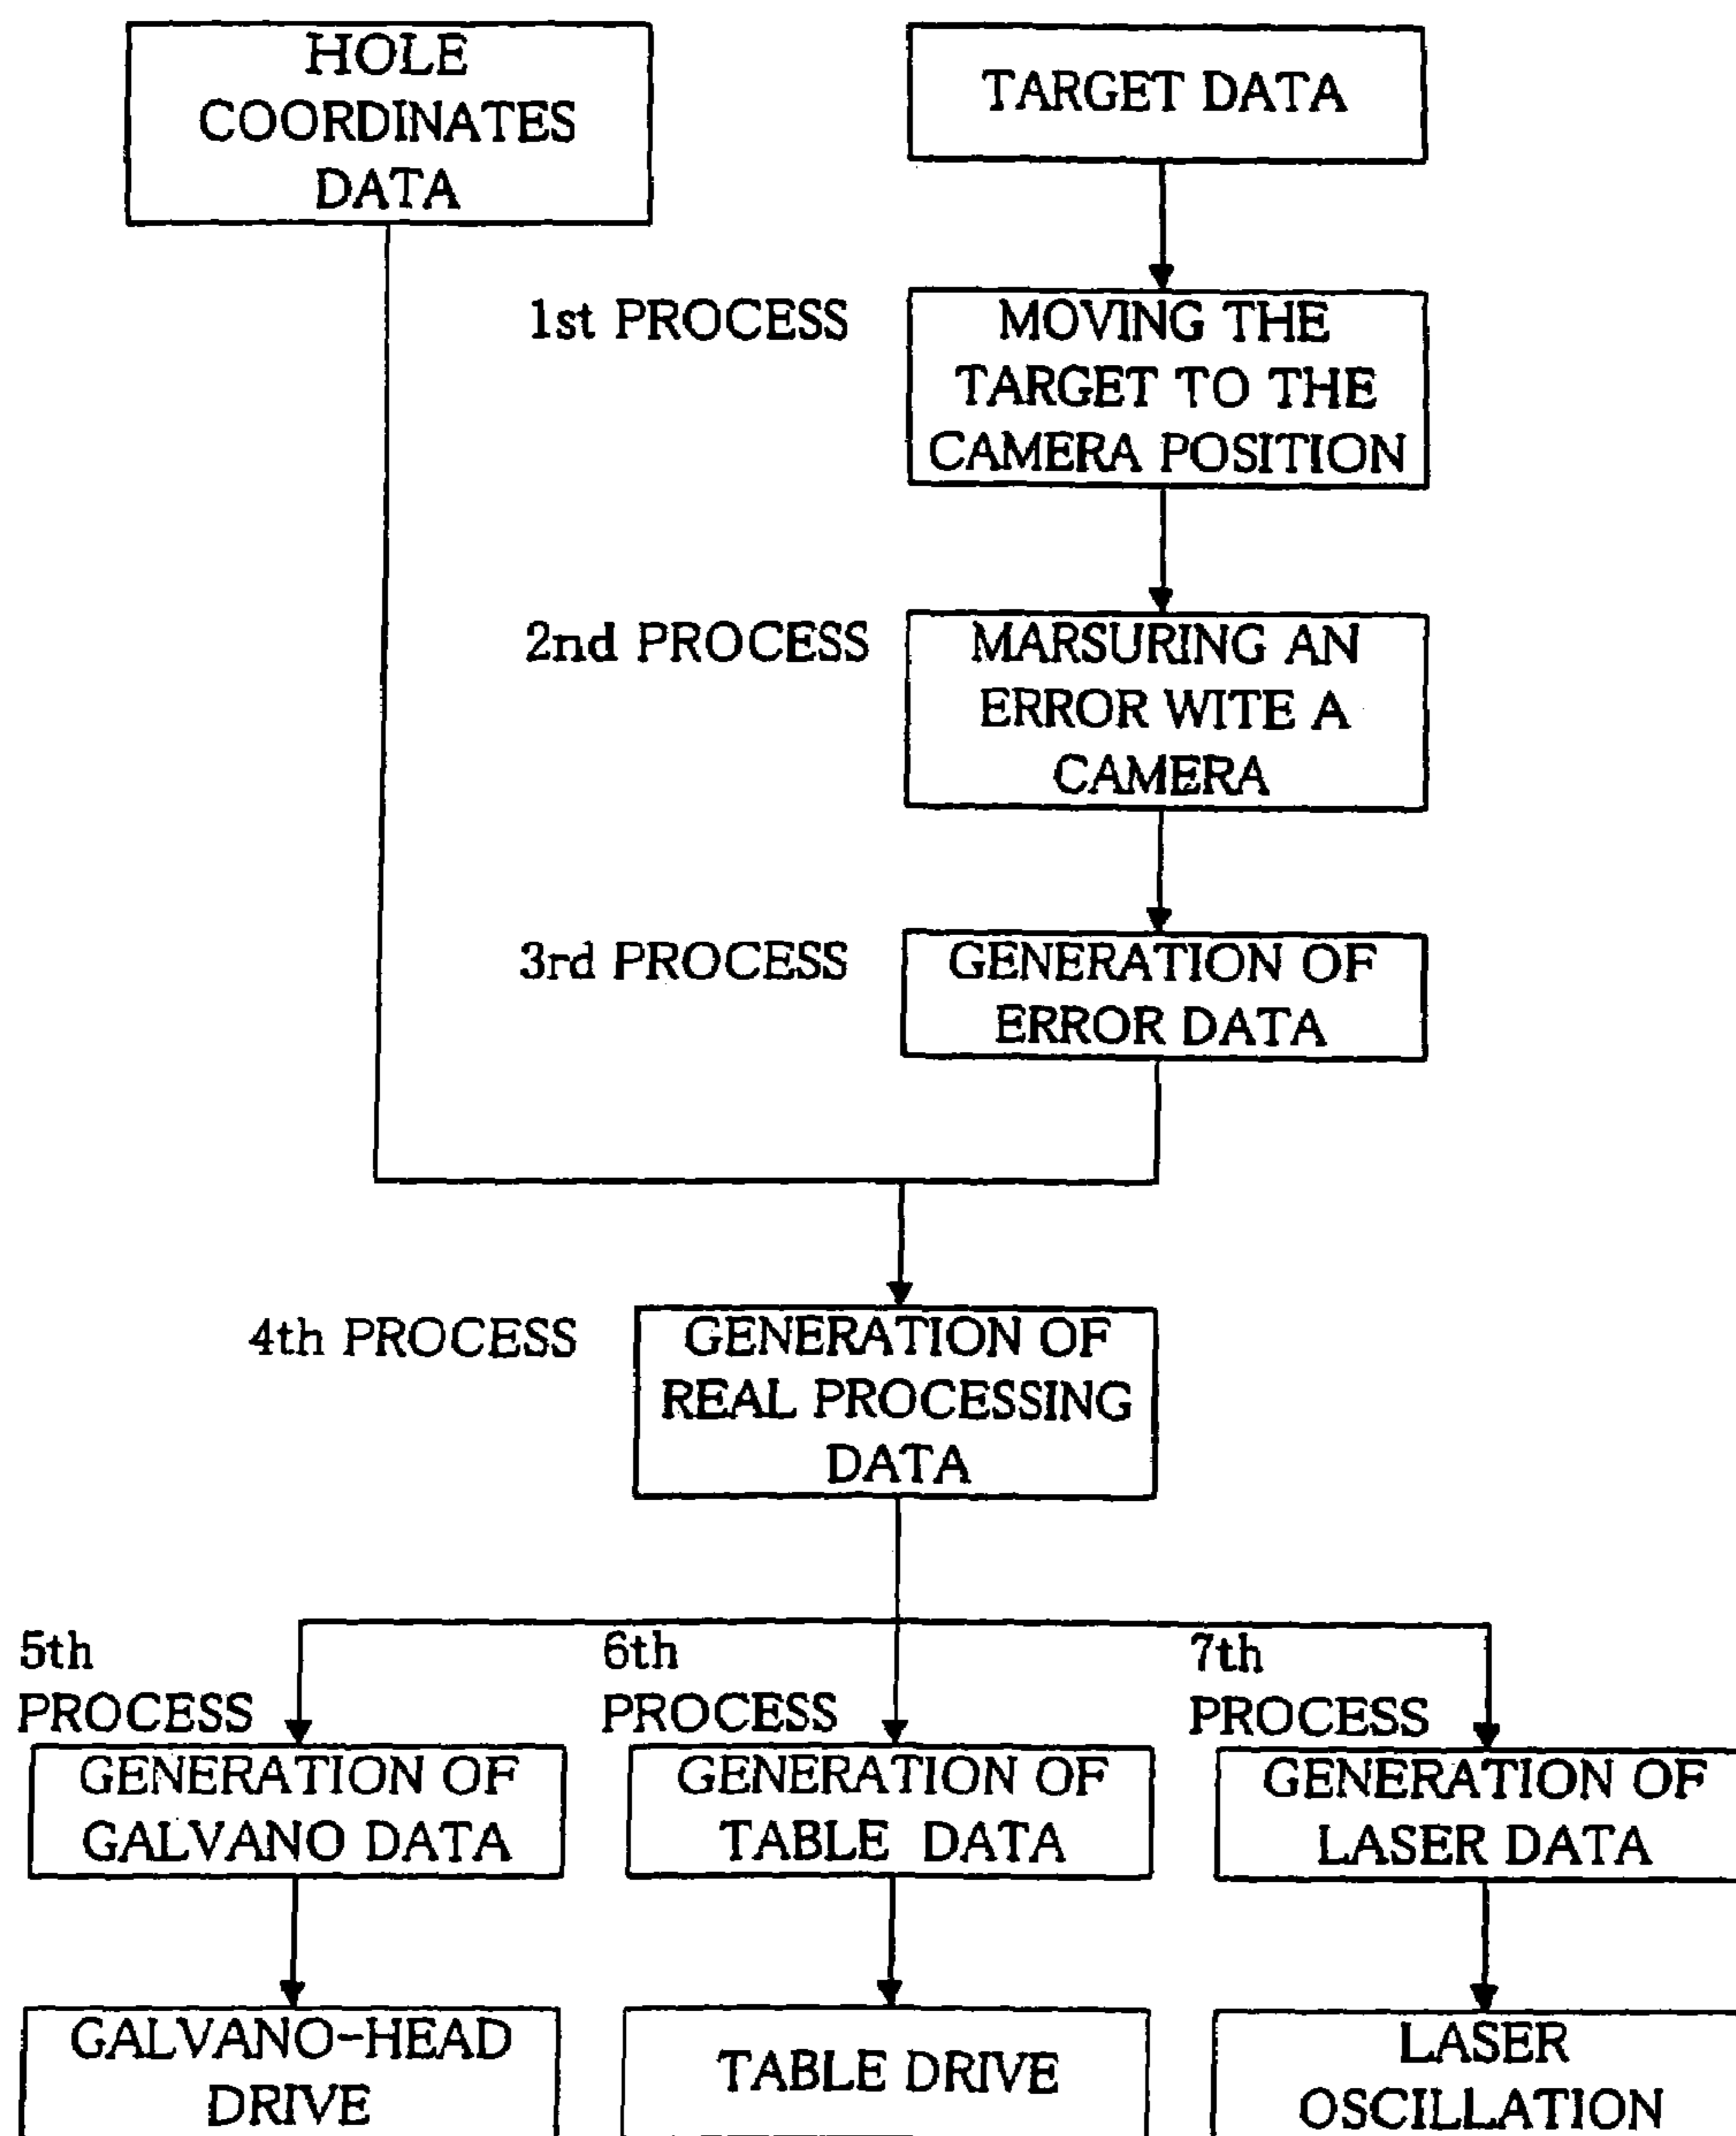 HOLE
COORDINATES
DATA
TARGET DATA
1st PROCESS
MOVING THE
TARGET TO THE
CAMERA POSITION
2nd PROCESS
MARSURING AN
ERROR WITE A
CAMERA
3rd PROCESS
GENERATION OF
ERROR DATA
4th PROCESS
GENERATION OF
REAL PROCESSING
DATA
5th
PROCESS
GENERATION OF
GALVANO DATA
6th
PROCESS
GENERATION OF
TABLE DATA
7th
PROCESS
GENERATION OF
LASER DATA
GALVANO-HEAD
DRIVE
TABLE DRIVE
LASER
OSCILLATION